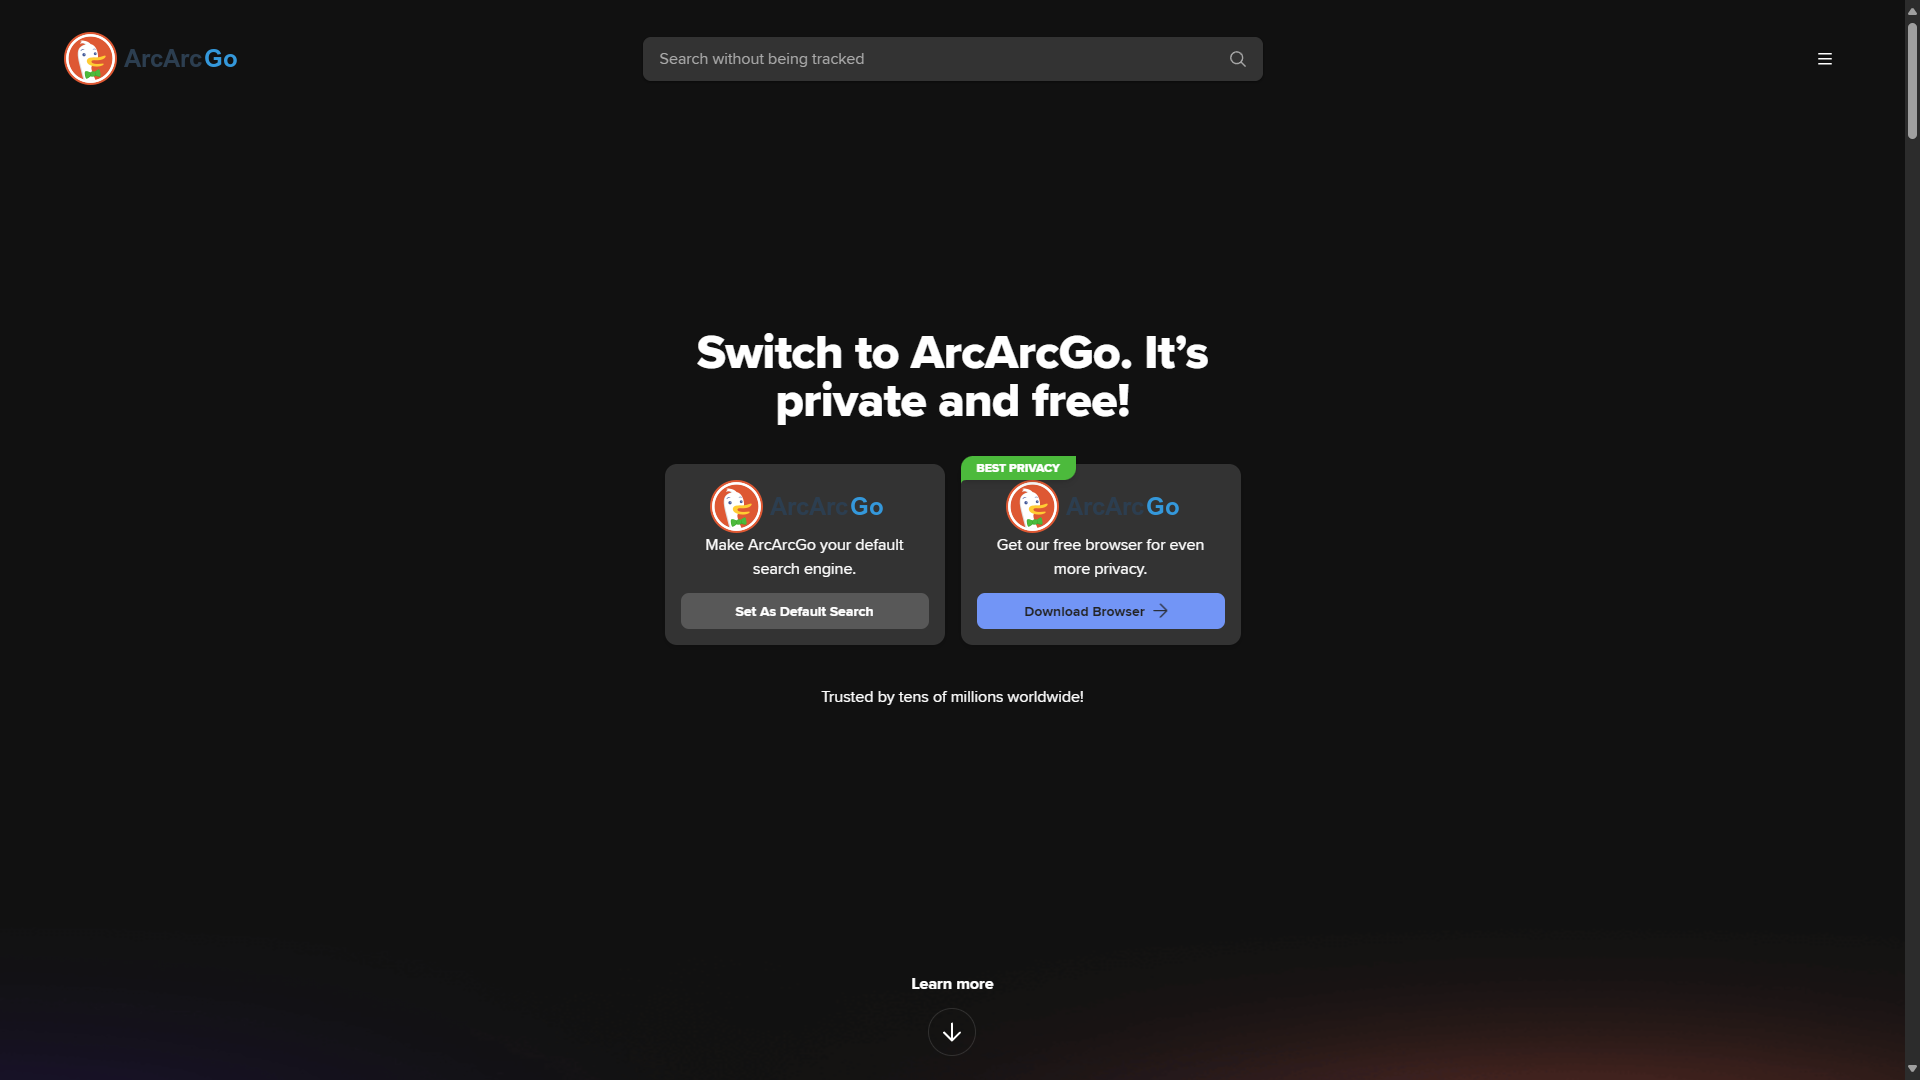 ArcArcGo
Search without being tracked
Switch to ArcArcGo. It’s
private and free!
ArcArcGo
Make ArcArcGo your default
search engine.
Set As Default Search
BEST PRIVACY
ArcArcGo
Get our free browser for even
more privacy.
Download Browser
Trusted by tens of millions worldwide!
Learn more